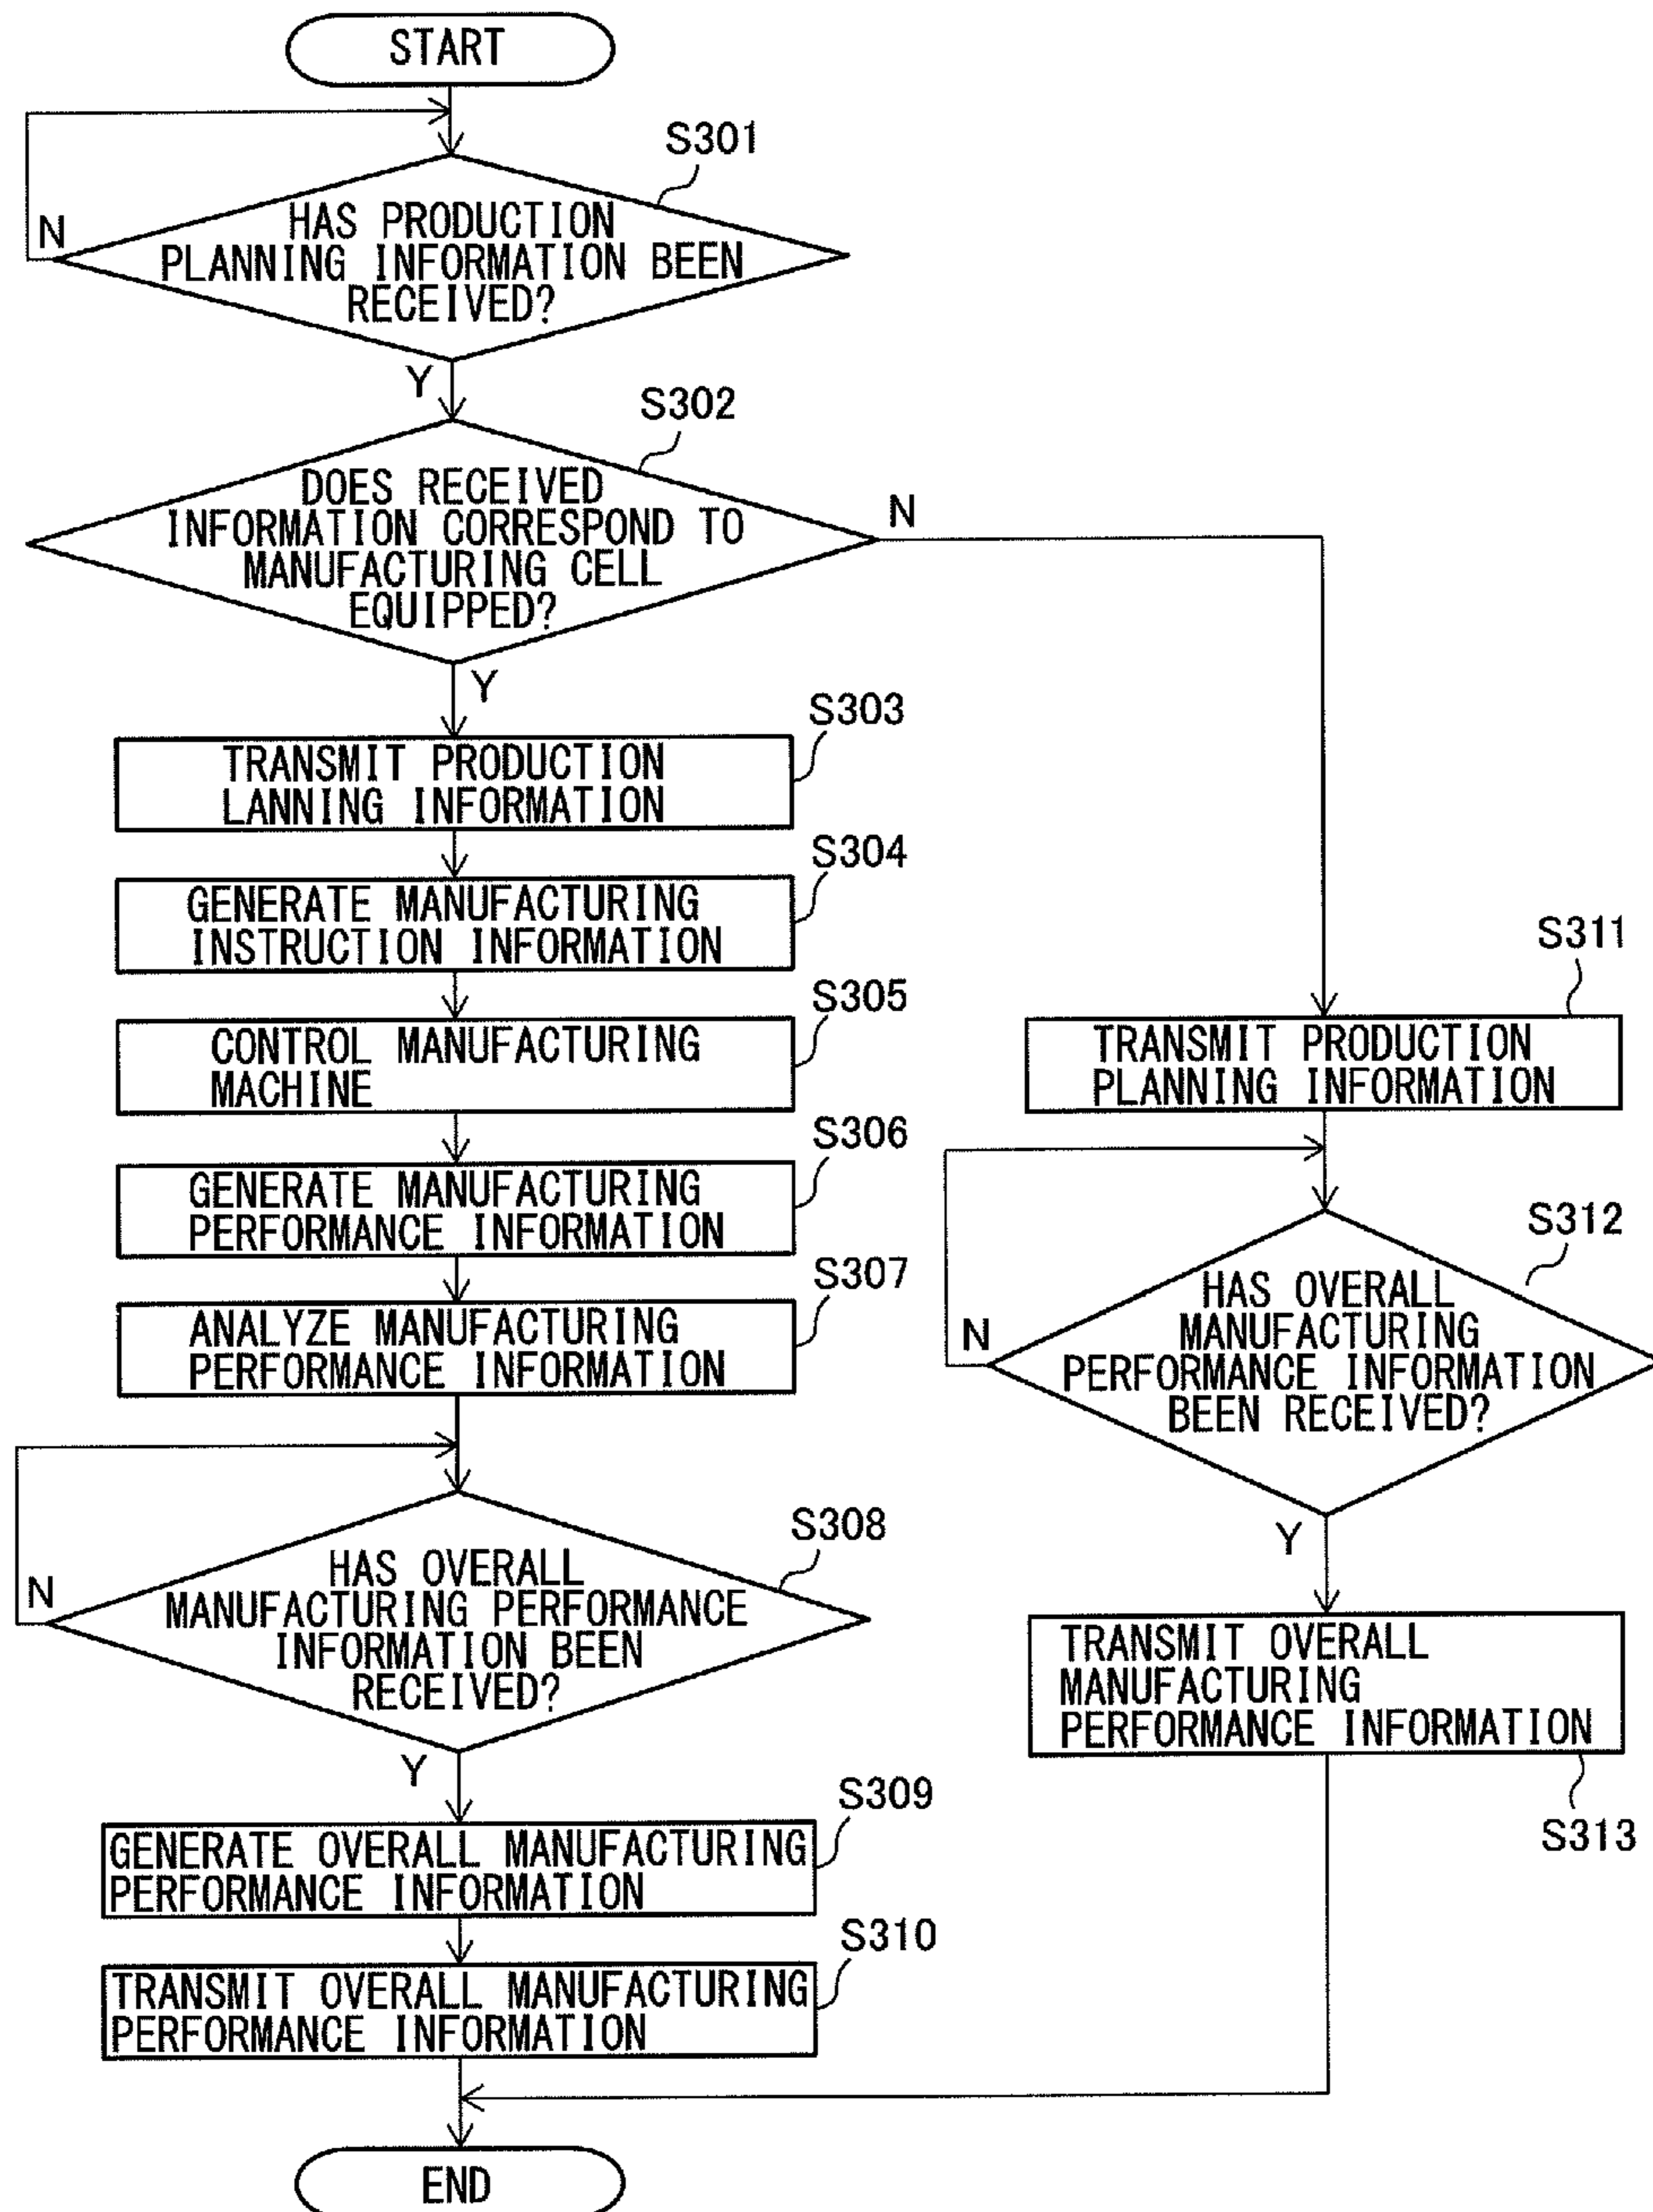 START
S301
N
HAS PRODUCTION
PLANNING INFORMATION BEEN
RECEIVED?
Y
S302
DOES RECEIVED
INFORMATION CORRESPOND TO
MANUFACTURING CELL
EQUIPPED?
N
Y
S303
TRANSMIT PRODUCTION
LANNING INFORMATION
S304
GENERATE MANUFACTURING
INSTRUCTION INFORMATION
S305
CONTROL MANUFACTURING
MACHINE
S306
GENERATE MANUFACTURING
PERFORMANCE INFORMATION
S307
ANALYZE MANUFACTURING
PERFORMANCE INFORMATION
S308
N
HAS OVERALL
MANUFACTURING PERFORMANCE
INFORMATION BEEN
RECEIVED?
Y
S309
GENERATE OVERALL MANUFACTURING
PERFORMANCE INFORMATION
S310
TRANSMIT OVERALL MANUFACTURING
PERFORMANCE INFORMATION
S311
TRANSMIT PRODUCTION
PLANNING INFORMATION
S312
N
HAS OVERALL
MANUFACTURING
PERFORMANCE INFORMATION
BEEN RECEIVED?
Y
TRANSMIT OVERALL
MANUFACTURING
PERFORMANCE INFORMATION
S313
END